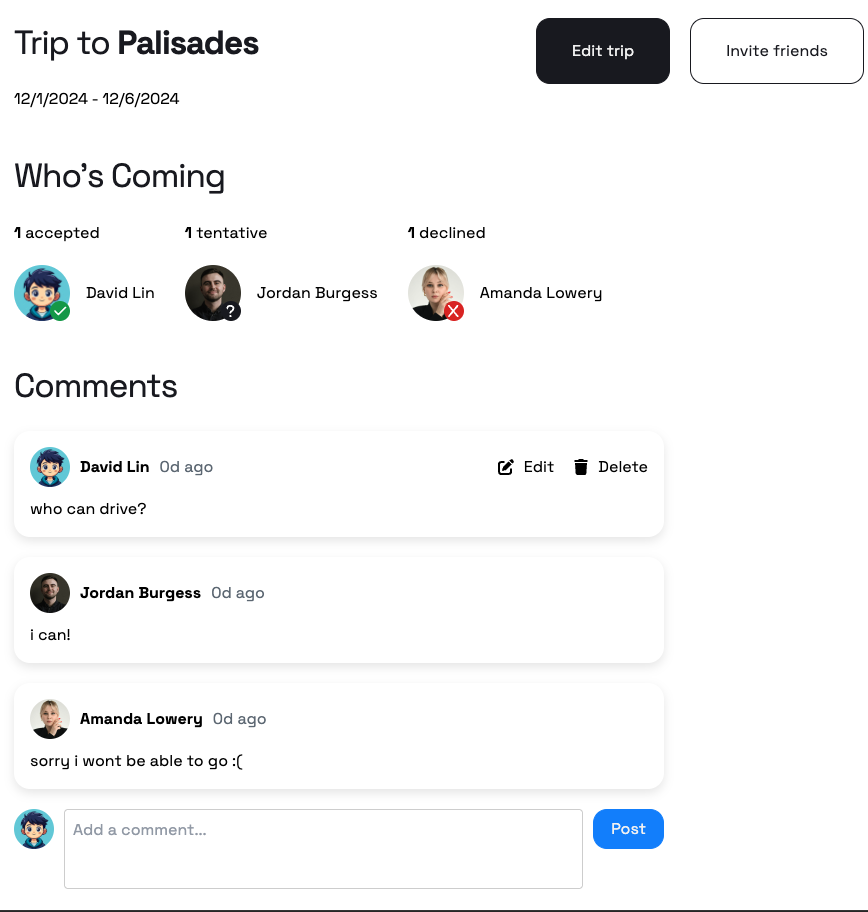 Trip to Palisades
Edit trip
Invite friends
12/1/2024 - 12/6/2024
Who's Coming
1 accepted
1 tentative
1 declined
David Lin
? Jordan Burgess
X Amanda Lowery
Comments
David Lin 0d ago
Edit
Delete
who can drive?
Jordan Burgess 0d ago
i can!
Amanda Lowery 0d ago
sorry i wont be able to go :(
Add a comment...
Post